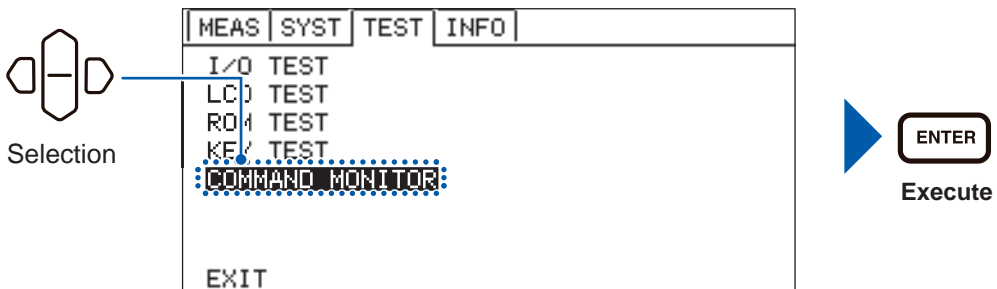 MEAS SYST TEST INFO
I/O TEST
LCD TEST
ROM TEST
KEY TEST
COMMAND MONITOR
EXIT
Selection
ENTER
Execute